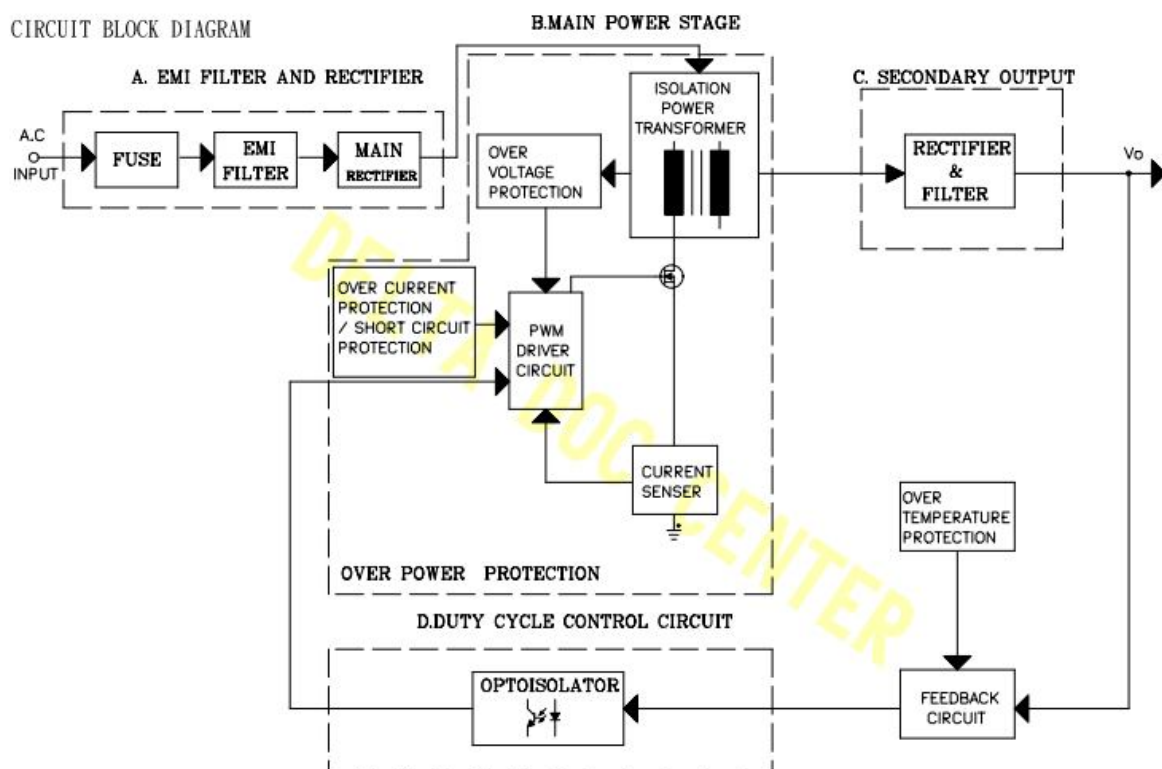 CIRCUIT BLOCK DIAGRAM
B.MAIN POWER STAGE
A. EMI FILTER AND RECTIFIER
C. SECONDARY OUTPUT
A.C
INPUT
FUSE
EMI
FILTER
MAIN
RECTIFIER
ISOLATION
POWER
TRANSFORMER
OVER
VOLTAGE
PROTECTION
RECTIFIER
&
FILTER
Vo
OVER CURRENT
PROTECTION
/ SHORT CIRCUIT
PROTECTION
PWM
DRIVER
CIRCUIT
CURRENT
SENSER
OVER
TEMPERATURE
PROTECTION
OVER POWER PROTECTION
D.DUTY CYCLE CONTROL CIRCUIT
OPTOISOLATOR
FEEDBACK
CIRCUIT
DELTA DOC CENTER